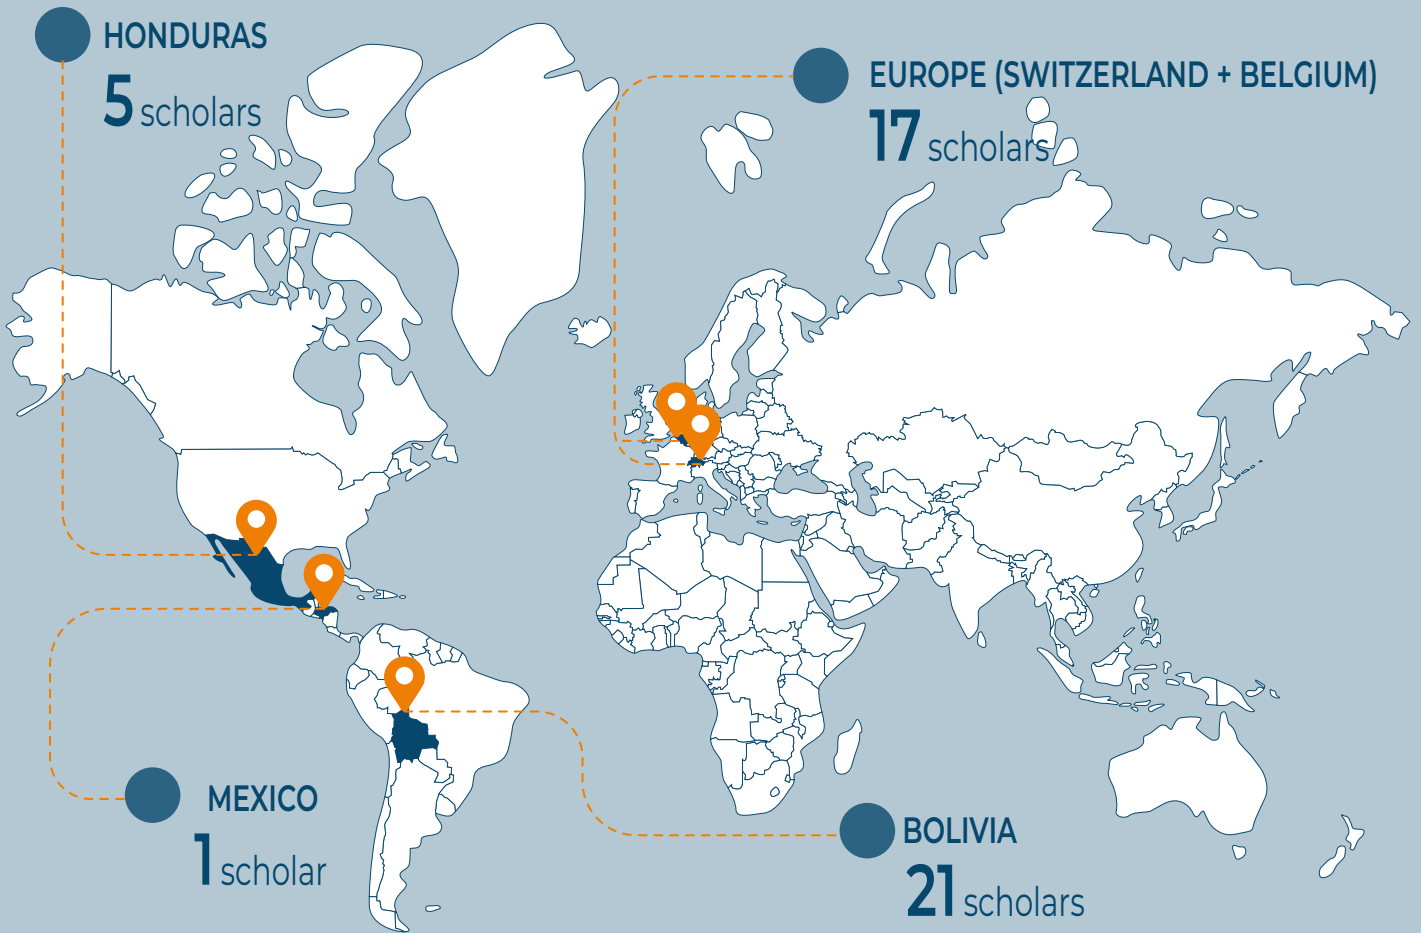 HONDURAS
5 scholars
EUROPE (SWITZERLAND + BELGIUM)
17 scholars
MEXICO
1 scholar
BOLIVIA
21 scholars